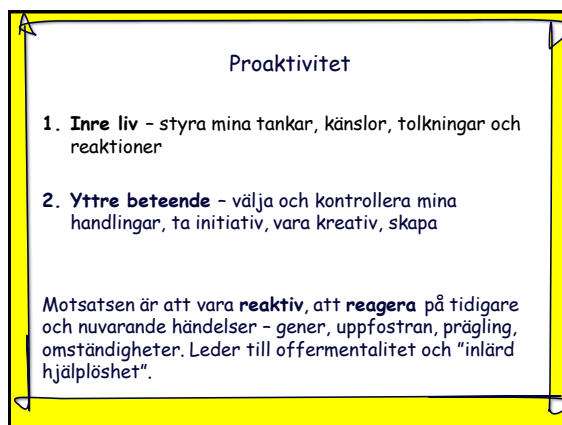 Proaktivitet
1. Inre liv – styra mina tankar, känslor, tolkningar och
reaktioner
2. Yttre beteende – välja och kontrollera mina
handlingar, ta initiativ, vara kreativ, skapa
Motsatsen är att vara reaktiv, att reagera på tidigare
och nuvarande händelser – gener, uppfostran, prägling,
omständigheter. Leder till offermentalitet och ”inlärd
hjälplöshet”.